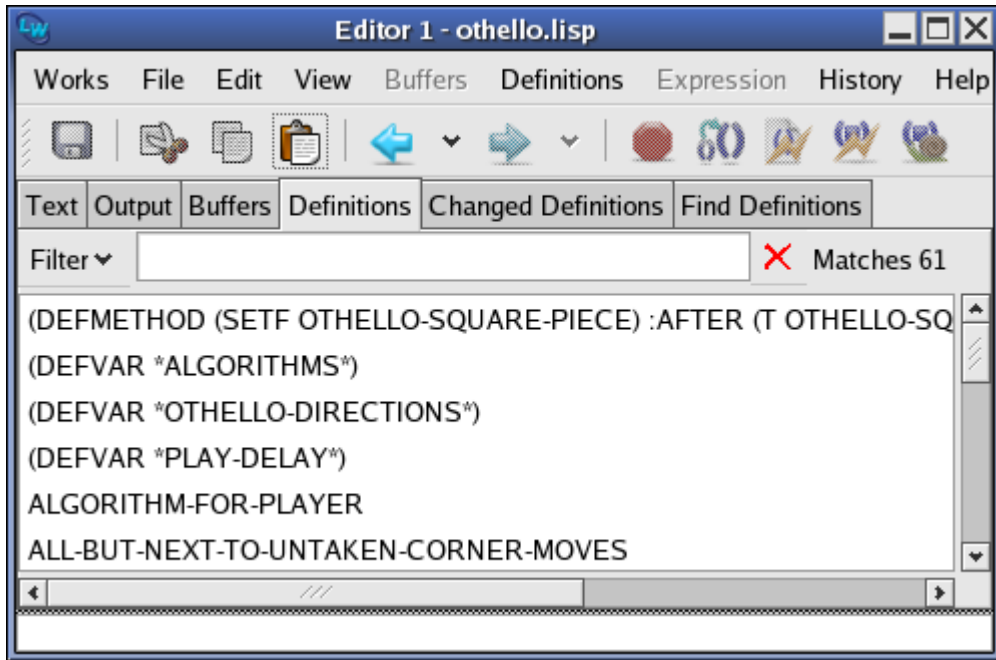 LW Editor 1 - othello.lisp
Works File Edit View Buffers Definitions Expression History Help
Text Output Buffers Definitions Changed Definitions Find Definitions
Filter Matches 61
(DEFMETHOD (SETF OTHELLO-SQUARE-PIECE) :AFTER (T OTHELLO-SQ
(DEFVAR *ALGORITHMS*)
(DEFVAR *OTHELLO-DIRECTIONS*)
(DEFVAR *PLAY-DELAY*)
ALGORITHM-FOR-PLAYER
ALL-BUT-NEXT-TO-UNTAKEN-CORNER-MOVES